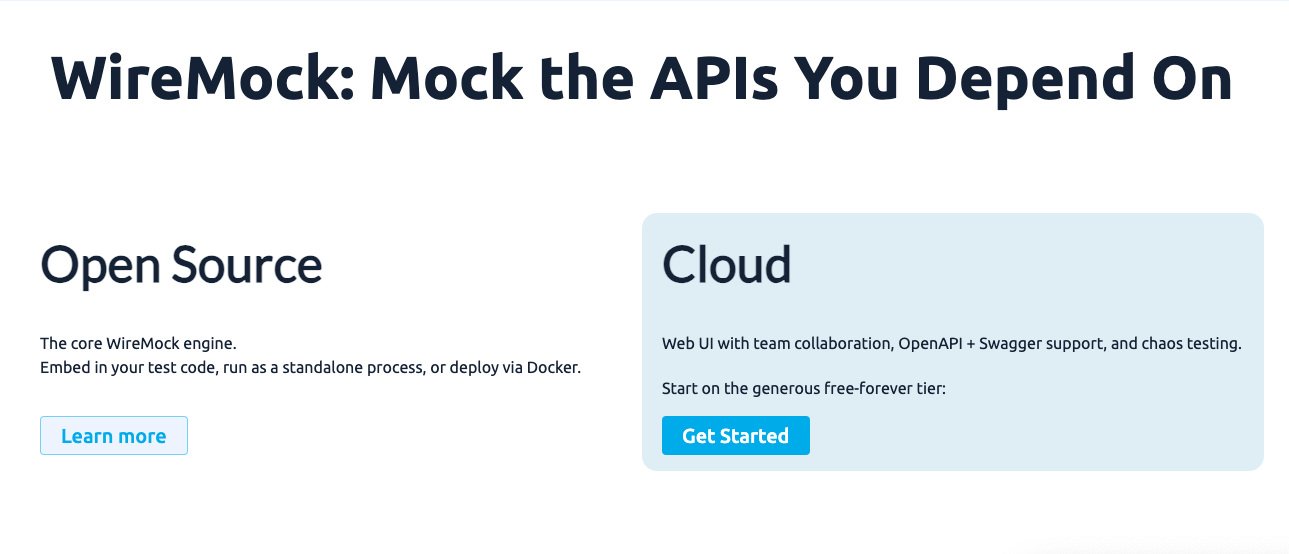 WireMock: Mock the APIs You Depend On
Open Source
The core WireMock engine.
Embed in your test code, run as a standalone process, or deploy via Docker.
Learn more
Cloud
Web UI with team collaboration, OpenAPI + Swagger support, and chaos testing.
Start on the generous free-forever tier:
Get Started